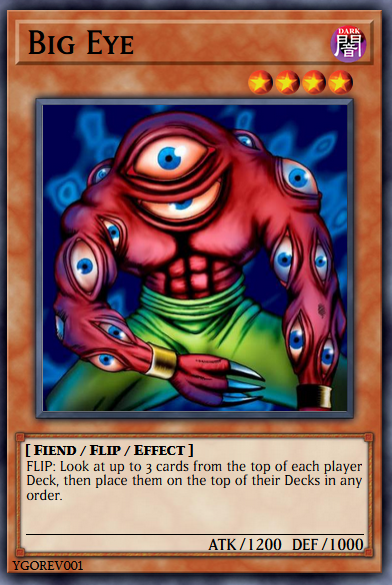 Big Eye
DARK
闇
[ Fiend / Flip / Effect ]
FLIP: Look at up to 3 cards from the top of each player
Deck, then place them on the top of their Decks in any
order.
ATK / 1200 DEF / 1000
YGOREV001